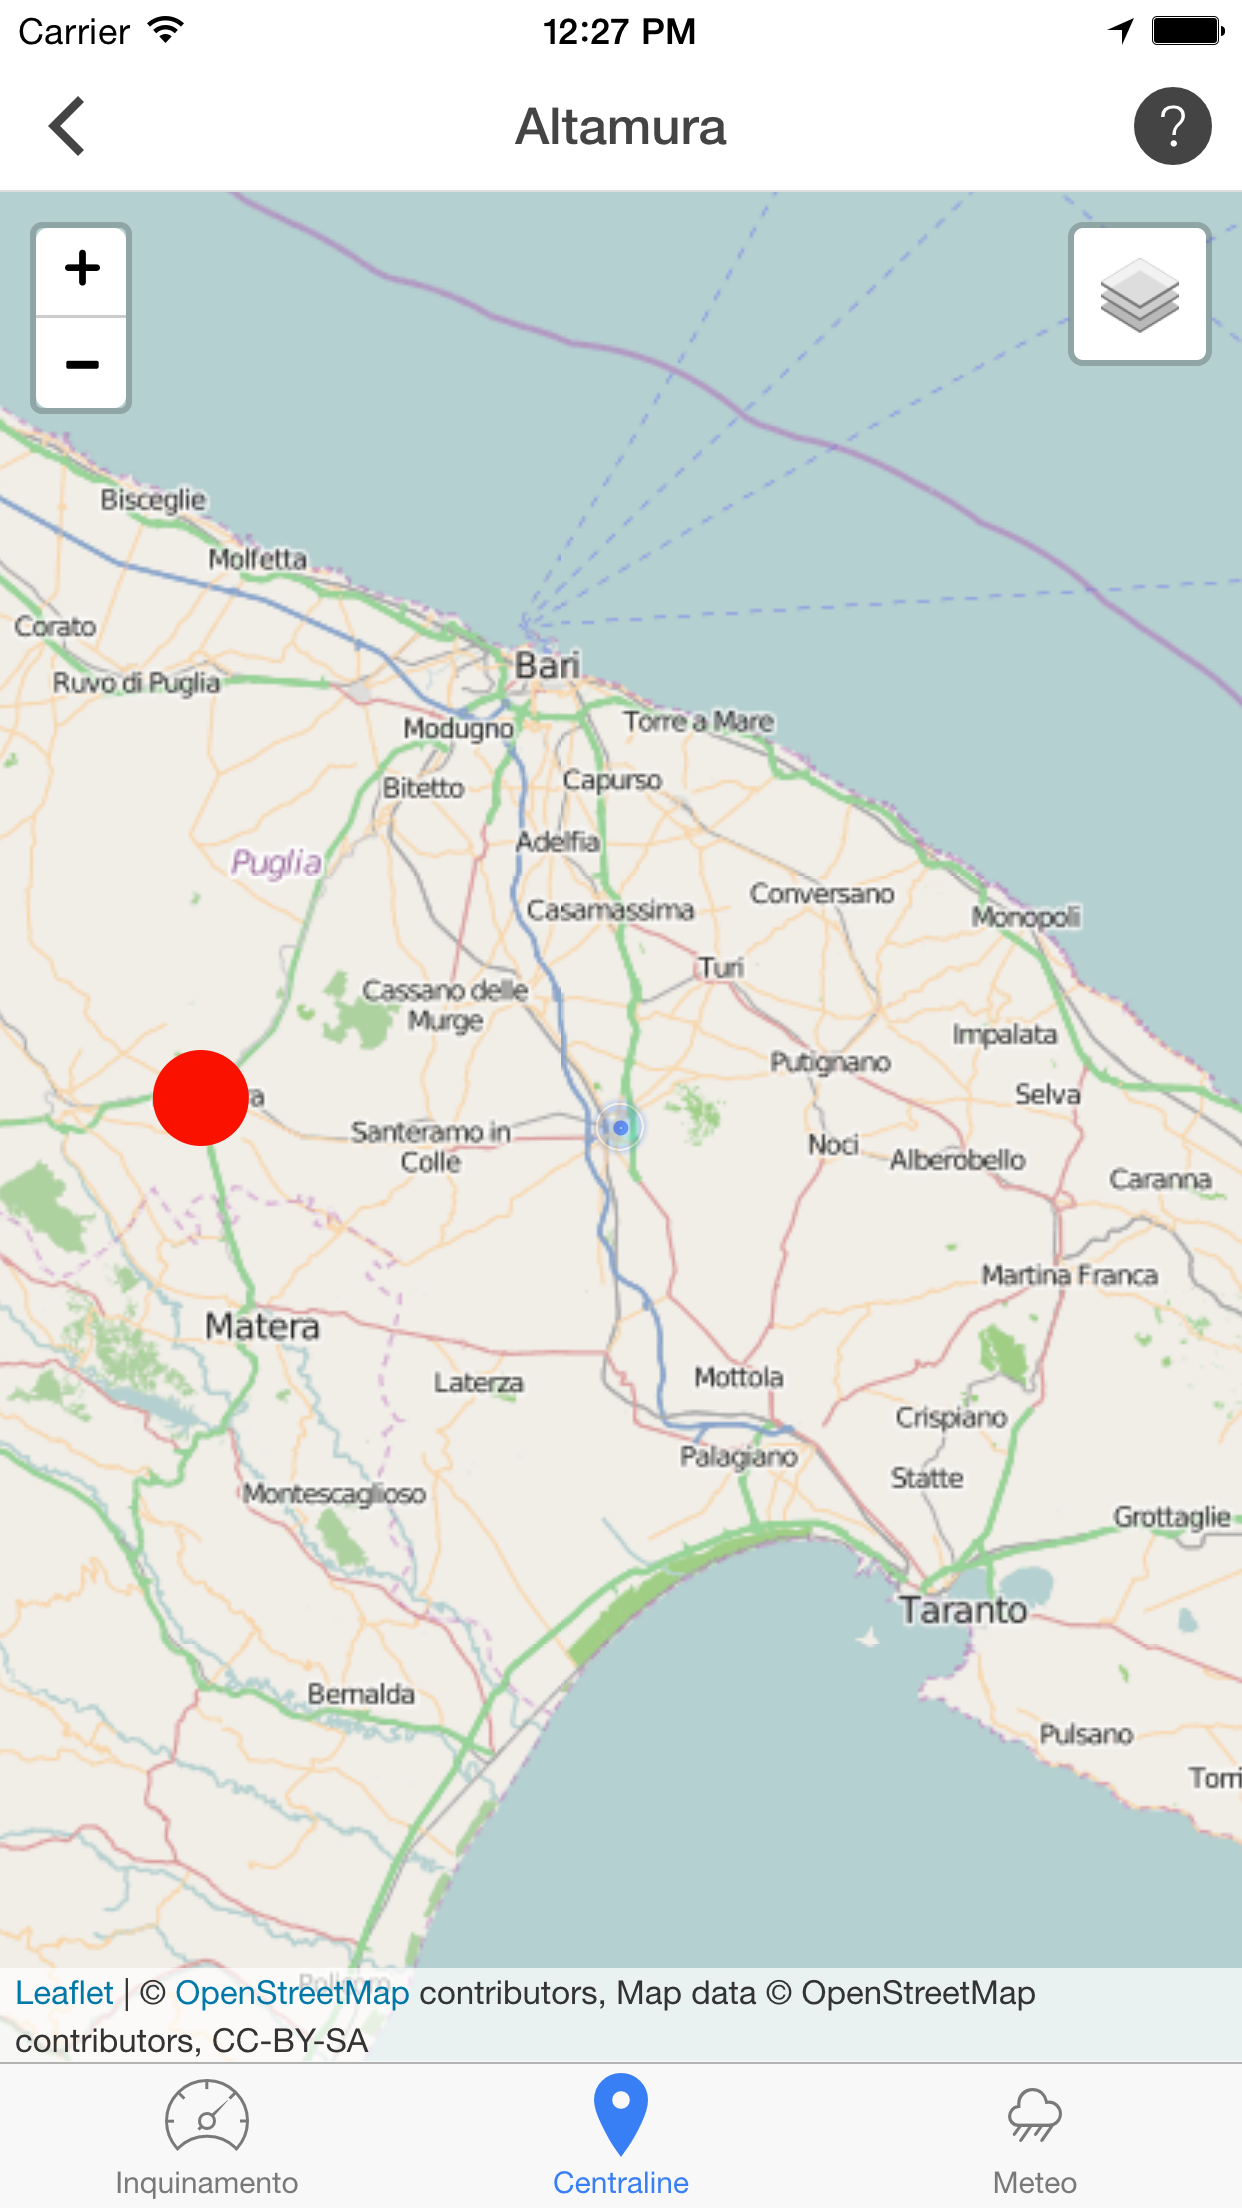 Carrier 12:27 PM
Altamura
?
+
−
Bisceglie
Molfetta
Corato
Bari
Ruvo di Puglia
Torre a Mare
Modugno
Capurso
Bitetto
Adelfia
Puglia
Conversano
Casamassima
Monopoli
Turi
Cassano delle
Murge
Impalata
Putignano
Selva
a
Santeramo in
Colle
Noci
Alberobello
Caranna
Martina Franca
Matera
Mottola
Laterza
Crispiano
Palagiano
Statte
Montescaglioso
Grottaglie
Taranto
Bernalda
Pulsano
Torri
Leaflet | © OpenStreetMap contributors, Map data © OpenStreetMap
contributors, CC-BY-SA
Inquinamento Centraline Meteo